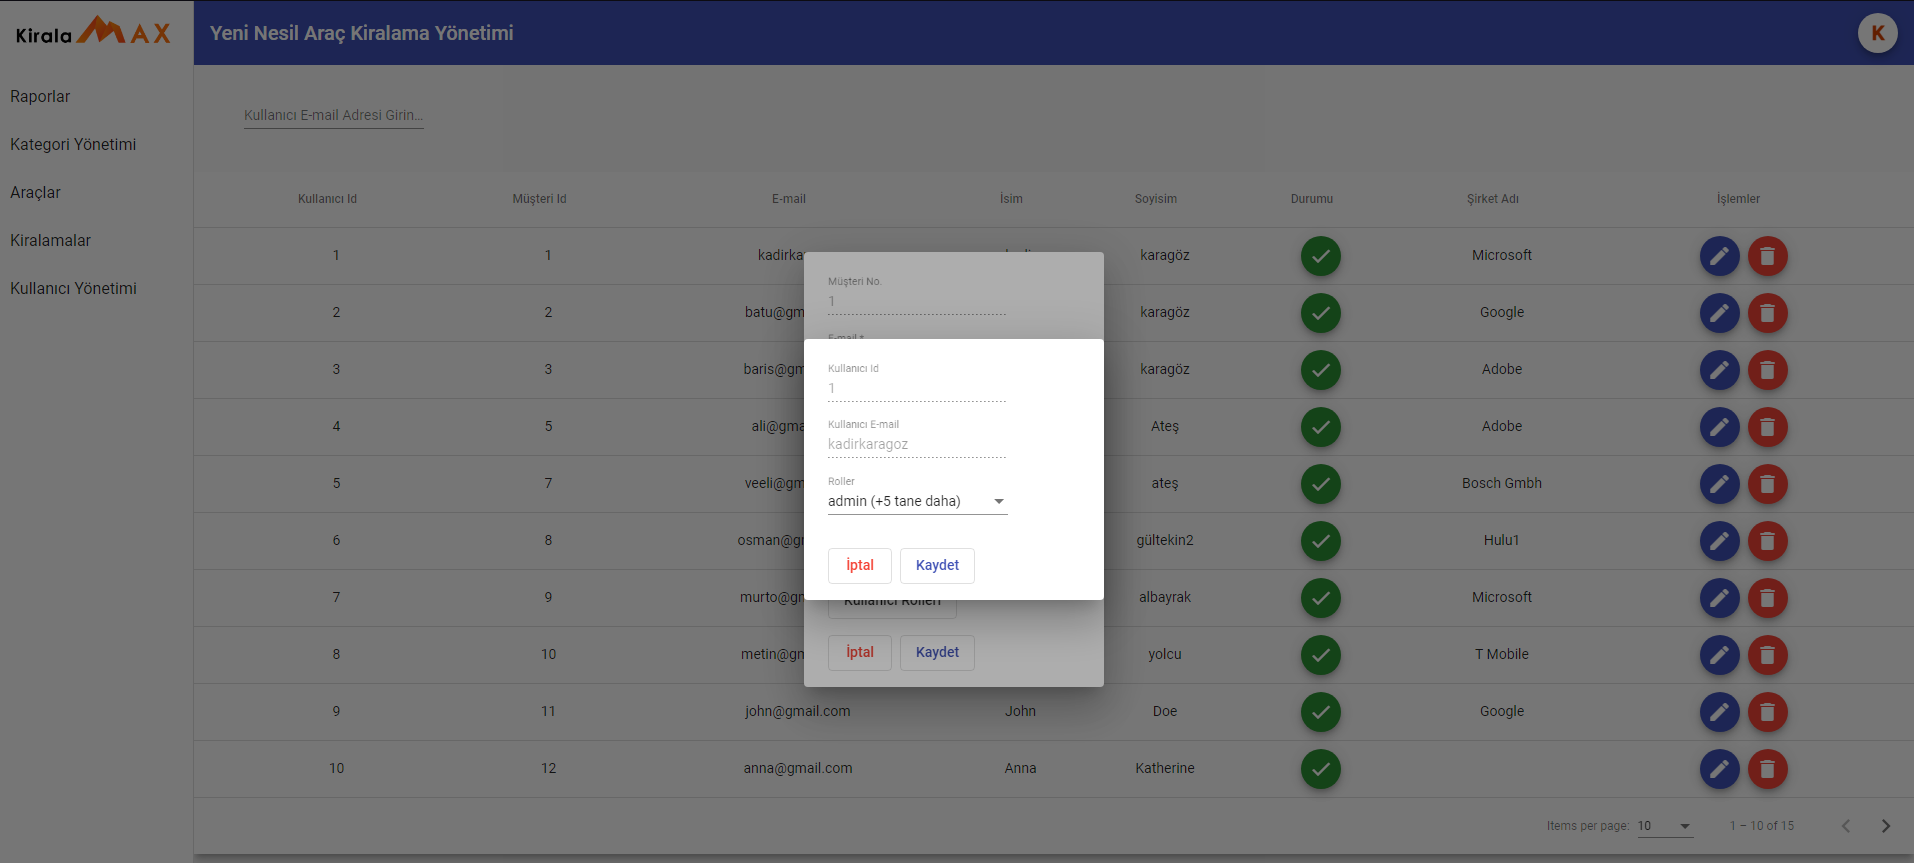 Kirala MAX
Yeni Nesil Araç Kiralama Yönetimi
K
Raporlar
Kategori Yönetimi
Araçlar
Kiralamalar
Kullanıcı Yönetimi
Kullanıcı E-mail Adresi Girin...
Kullanıcı Id Müşteri Id E-mail İsim Soyisim Durumu Şirket Adı İşlemler
1 1 kadirka karagöz Microsoft
2 2 batu@gm karagöz Google
3 3 baris@gm karagöz Adobe
4 5 ali@gma Ateş Adobe
5 7 veeli@gm ateş Bosch Gmbh
6 8 osman@g gültekin2 Hulu1
7 9 murto@g albayrak Microsoft
8 10 metin@g yolcu T Mobile
9 11 john@gmail.com John Doe Google
10 12 anna@gmail.com Anna Katherine
Müşteri No.
1
E-mail *
Kullanıcı Id
1
Kullanıcı E-mail
kadirkaragoz
Roller
admin (+5 tane daha)
İptal Kaydet
Kullanıcı Rolleri
İptal Kaydet
Items per page: 10 1 – 10 of 15